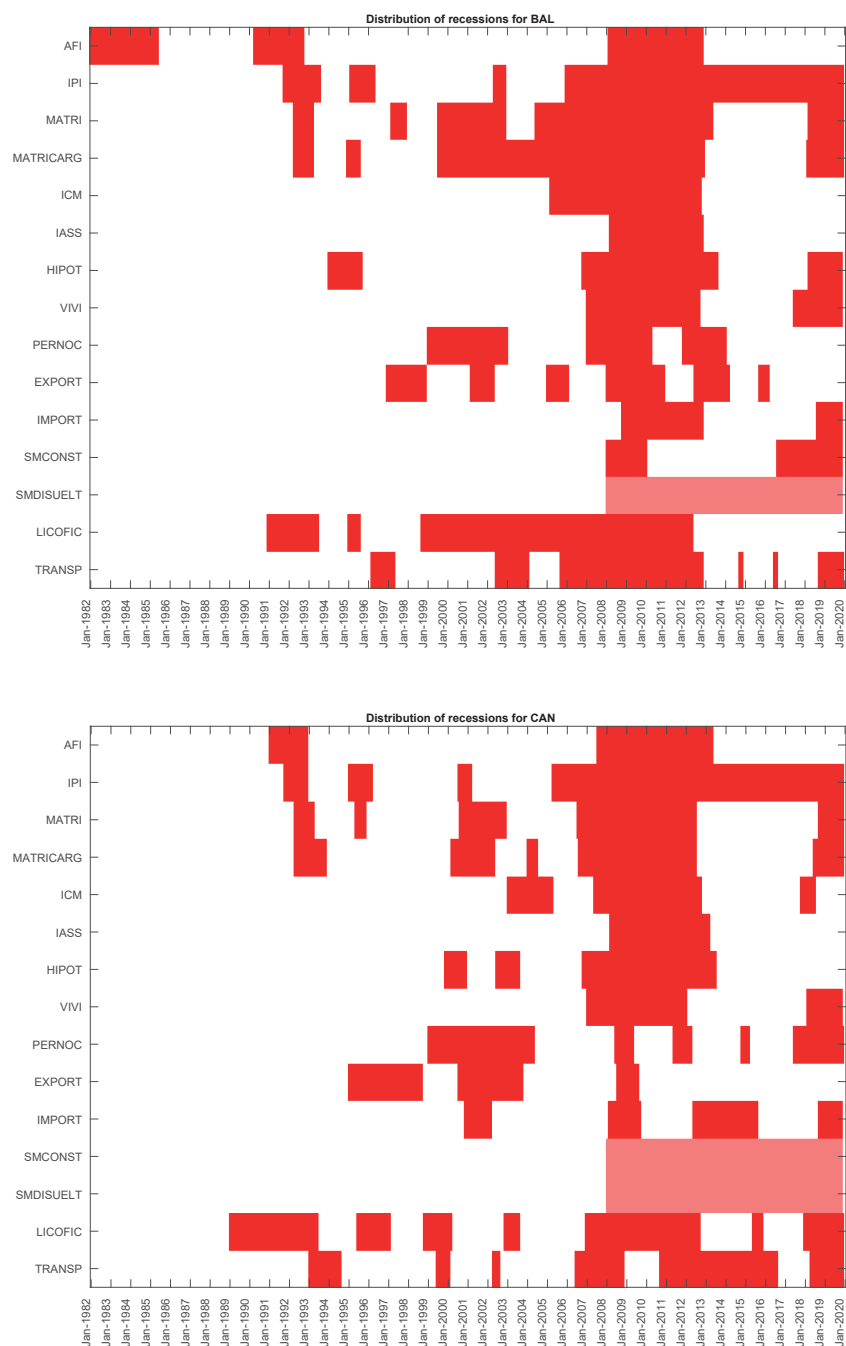 Distribution of recessions for BAL
AFI
IPI
MATRI
MATRICARG
ICM
IASS
HIPOT
VIVI
PERNOC
EXPORT
IMPORT
SMCONST
SMDISUELT
LICOFIC
TRANSP
Jan-1982
Jan-1983
Jan-1984
Jan-1985
Jan-1986
Jan-1987
Jan-1988
Jan-1989
Jan-1990
Jan-1991
Jan-1992
Jan-1993
Jan-1994
Jan-1995
Jan-1996
Jan-1997
Jan-1998
Jan-1999
Jan-2000
Jan-2001
Jan-2002
Jan-2003
Jan-2004
Jan-2005
Jan-2006
Jan-2007
Jan-2008
Jan-2009
Jan-2010
Jan-2011
Jan-2012
Jan-2013
Jan-2014
Jan-2015
Jan-2016
Jan-2017
Jan-2018
Jan-2019
Jan-2020
Distribution of recessions for CAN
AFI
IPI
MATRI
MATRICARG
ICM
IASS
HIPOT
VIVI
PERNOC
EXPORT
IMPORT
SMCONST
SMDISUELT
LICOFIC
TRANSP
Jan-1982
Jan-1983
Jan-1984
Jan-1985
Jan-1986
Jan-1987
Jan-1988
Jan-1989
Jan-1990
Jan-1991
Jan-1992
Jan-1993
Jan-1994
Jan-1995
Jan-1996
Jan-1997
Jan-1998
Jan-1999
Jan-2000
Jan-2001
Jan-2002
Jan-2003
Jan-2004
Jan-2005
Jan-2006
Jan-2007
Jan-2008
Jan-2009
Jan-2010
Jan-2011
Jan-2012
Jan-2013
Jan-2014
Jan-2015
Jan-2016
Jan-2017
Jan-2018
Jan-2019
Jan-2020